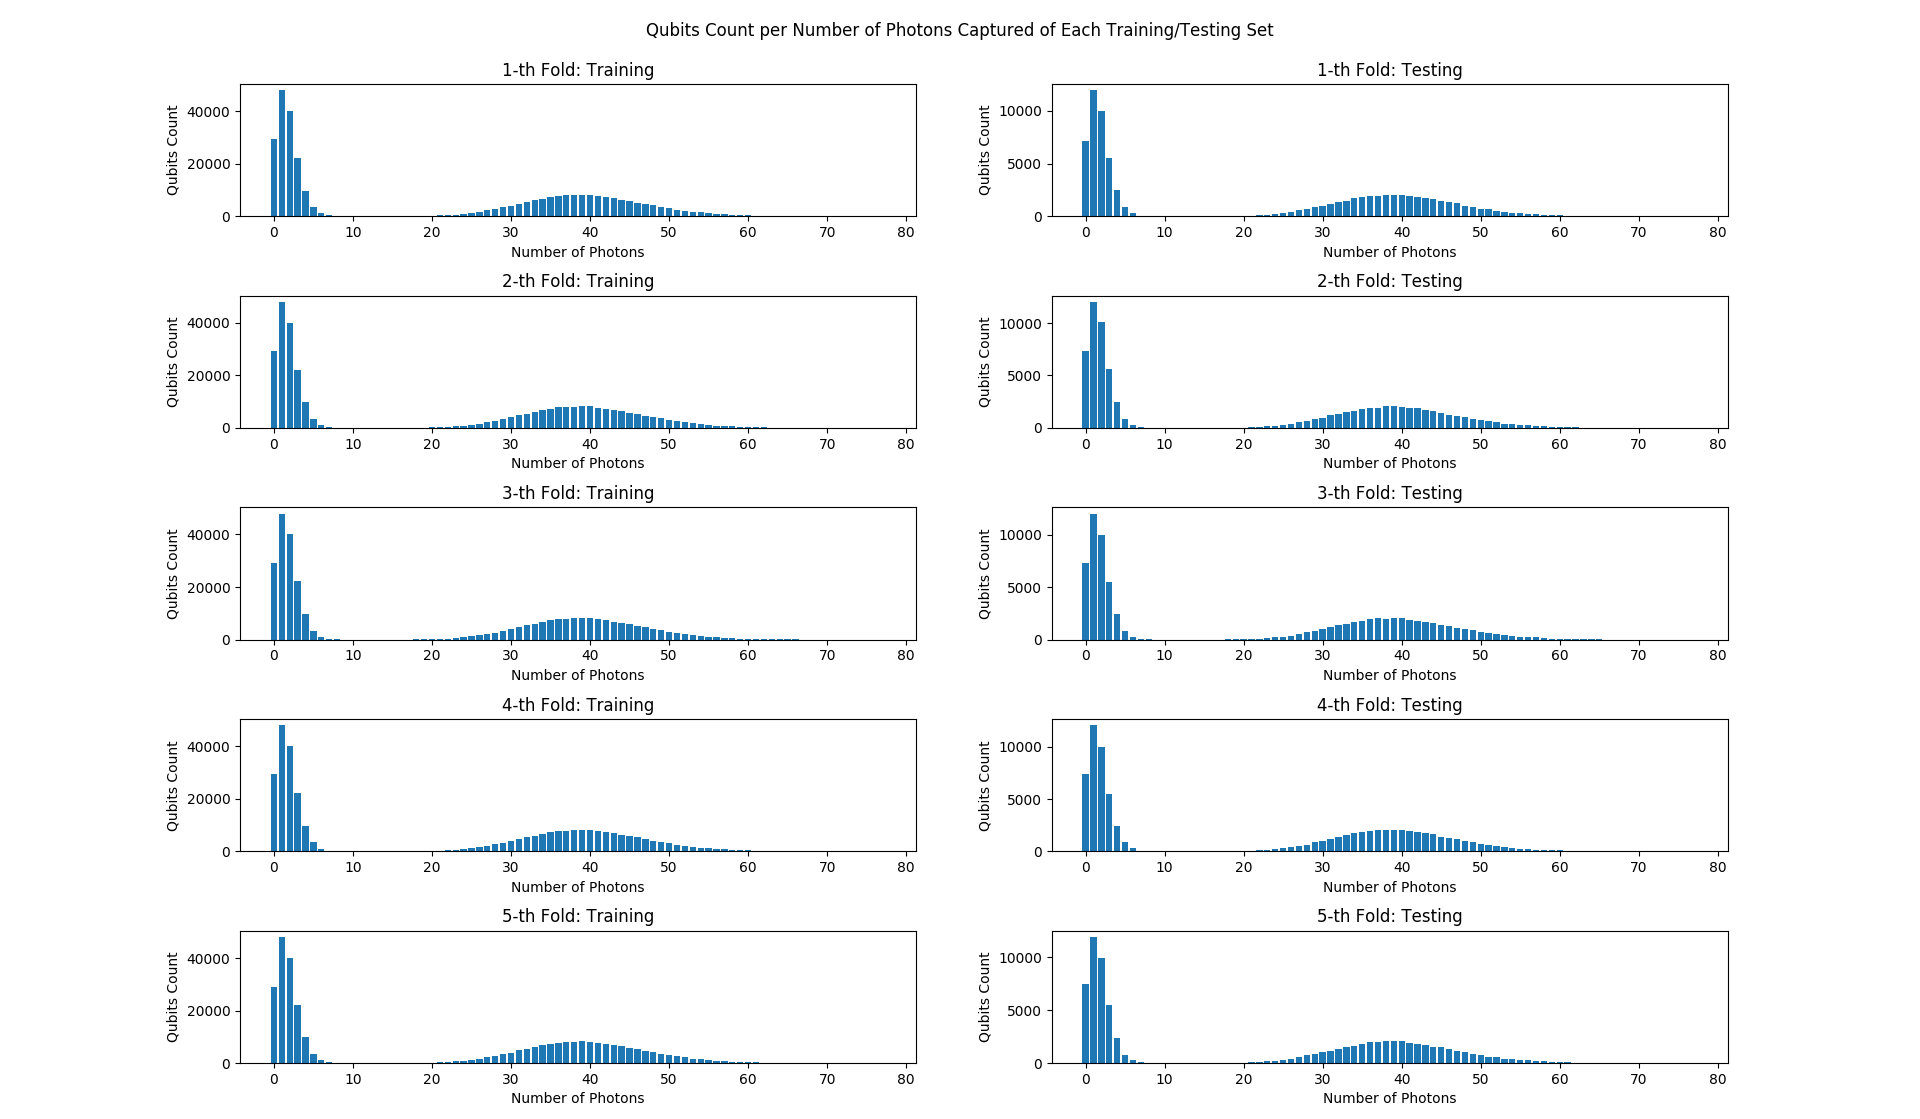 Qubits Count per Number of Photons Captured of Each Training/Testing Set
1-th Fold: Training
40000
20000
0
Qubits Count
0 10 20 30 40 50 60 70 80
Number of Photons
1-th Fold: Testing
10000
5000
0
Qubits Count
0 10 20 30 40 50 60 70 80
Number of Photons
2-th Fold: Training
40000
20000
0
Qubits Count
0 10 20 30 40 50 60 70 80
Number of Photons
2-th Fold: Testing
10000
5000
0
Qubits Count
0 10 20 30 40 50 60 70 80
Number of Photons
3-th Fold: Training
40000
20000
0
Qubits Count
0 10 20 30 40 50 60 70 80
Number of Photons
3-th Fold: Testing
10000
5000
0
Qubits Count
0 10 20 30 40 50 60 70 80
Number of Photons
4-th Fold: Training
40000
20000
0
Qubits Count
0 10 20 30 40 50 60 70 80
Number of Photons
4-th Fold: Testing
10000
5000
0
Qubits Count
0 10 20 30 40 50 60 70 80
Number of Photons
5-th Fold: Training
40000
20000
0
Qubits Count
0 10 20 30 40 50 60 70 80
Number of Photons
5-th Fold: Testing
10000
5000
0
Qubits Count
0 10 20 30 40 50 60 70 80
Number of Photons